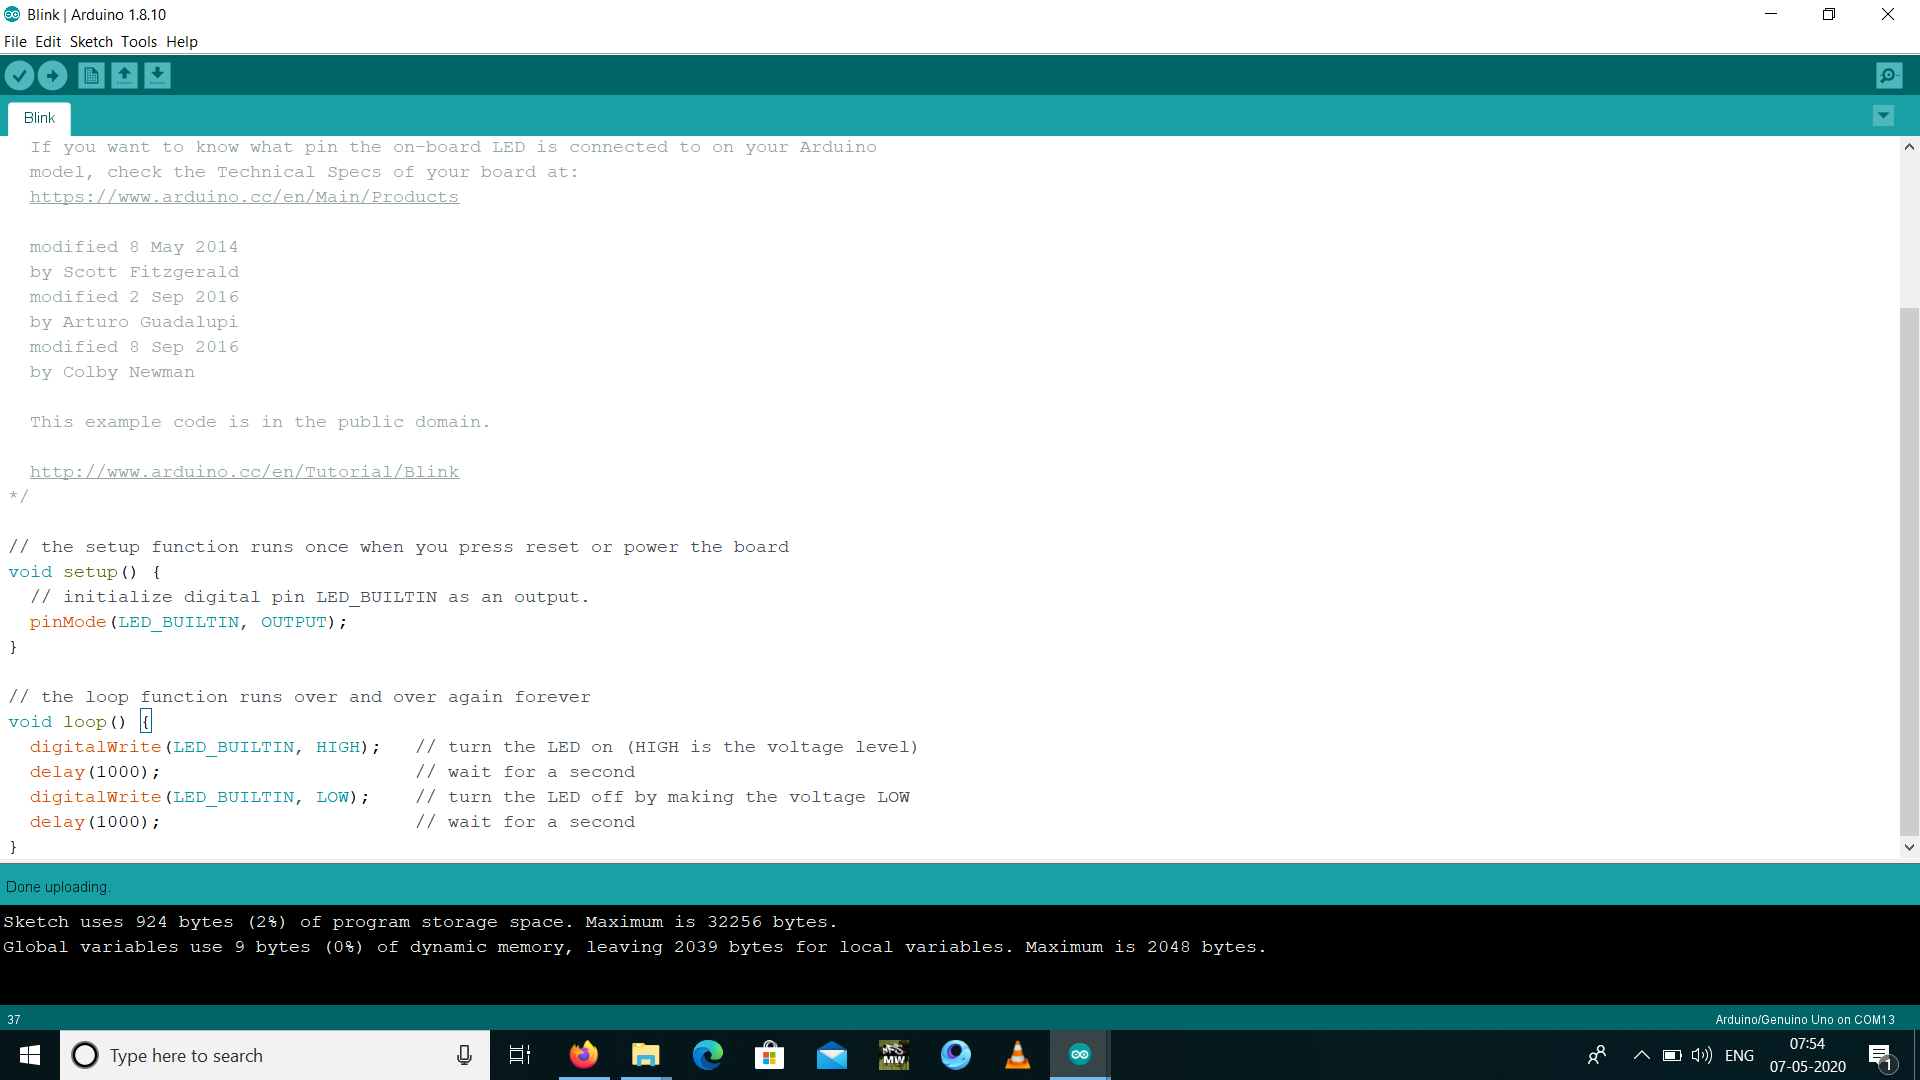 Blink | Arduino 1.8.10
File Edit Sketch Tools Help
Blink
If you want to know what pin the on-board LED is connected to on your Arduino
model, check the Technical Specs of your board at:
https://www.arduino.cc/en/Main/Products
modified 8 May 2014
by Scott Fitzgerald
modified 2 Sep 2016
by Arturo Guadalupi
modified 8 Sep 2016
by Colby Newman
This example code is in the public domain.
http://www.arduino.cc/en/Tutorial/Blink
*/
// the setup function runs once when you press reset or power the board
void setup() {
// initialize digital pin LED_BUILTIN as an output.
pinMode(LED_BUILTIN, OUTPUT);
}
// the loop function runs over and over again forever
void loop() {
digitalWrite(LED_BUILTIN, HIGH);   // turn the LED on (HIGH is the voltage level)
delay(1000);                       // wait for a second
digitalWrite(LED_BUILTIN, LOW);    // turn the LED off by making the voltage LOW
delay(1000);                       // wait for a second
}
Done uploading.
Sketch uses 924 bytes (2%) of program storage space. Maximum is 32256 bytes.
Global variables use 9 bytes (0%) of dynamic memory, leaving 2039 bytes for local variables. Maximum is 2048 bytes.
37
Arduino/Genuino Uno on COM13
Type here to search
NFS
MW
ENG
07:54
07-05-2020
1